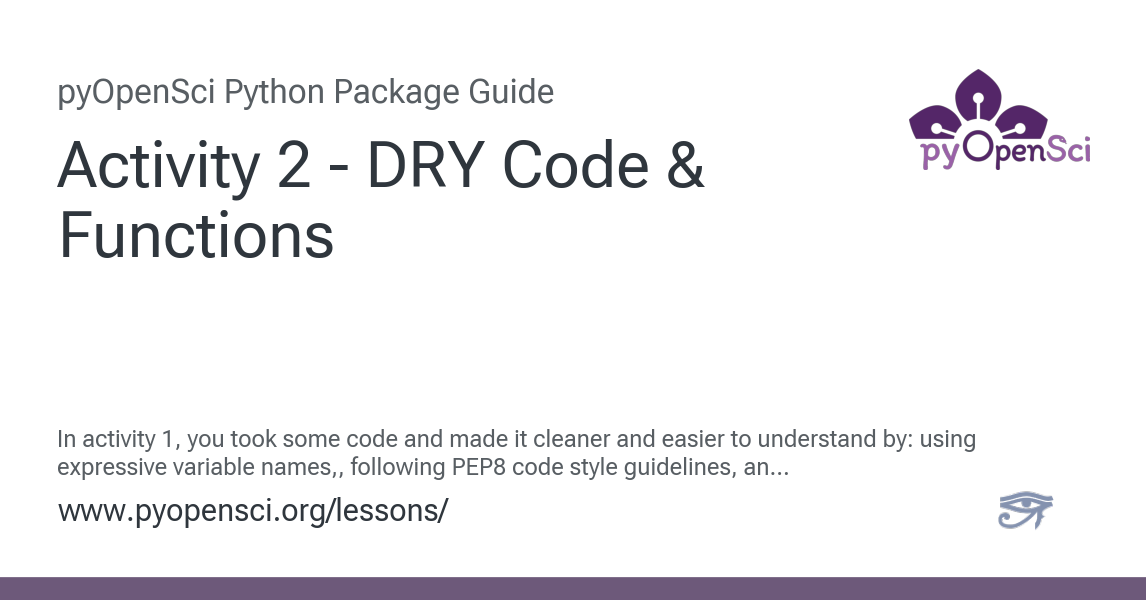 pyOpenSci Python Package Guide
Activity 2 - DRY Code &
Functions
pyOpenSci
In activity 1, you took some code and made it cleaner and easier to understand by: using
expressive variable names,, following PEP8 code style guidelines, an...
www.pyopensci.org/lessons/